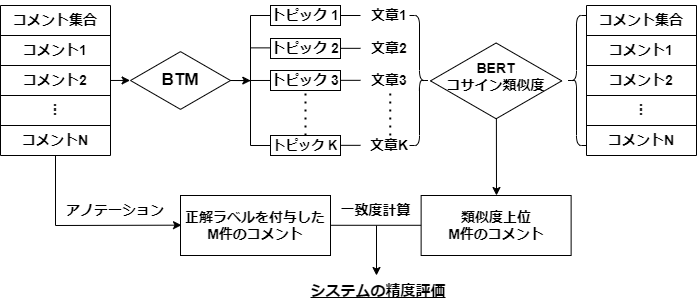 コメント集合
コメント1
コメント2
⋮
コメントN
BTM
トピック 1
文章1
トピック 2
文章2
トピック 3
文章3
トピック K
文章K
BERT
コサイン類似度
コメント集合
コメント1
コメント2
⋮
コメントN
アノテーション
正解ラベルを付与した
M件のコメント
一致度計算
類似度上位
M件のコメント
システムの精度評価